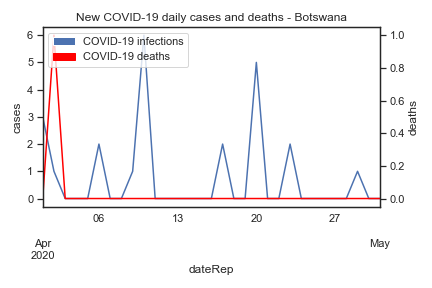 New COVID-19 daily cases and deaths - Botswana
COVID-19 infections
COVID-19 deaths
6
5
4
3
2
1
0
cases
1.0
0.8
0.6
0.4
0.2
0.0
deaths
06 13 20 27
Apr May
2020
dateRep